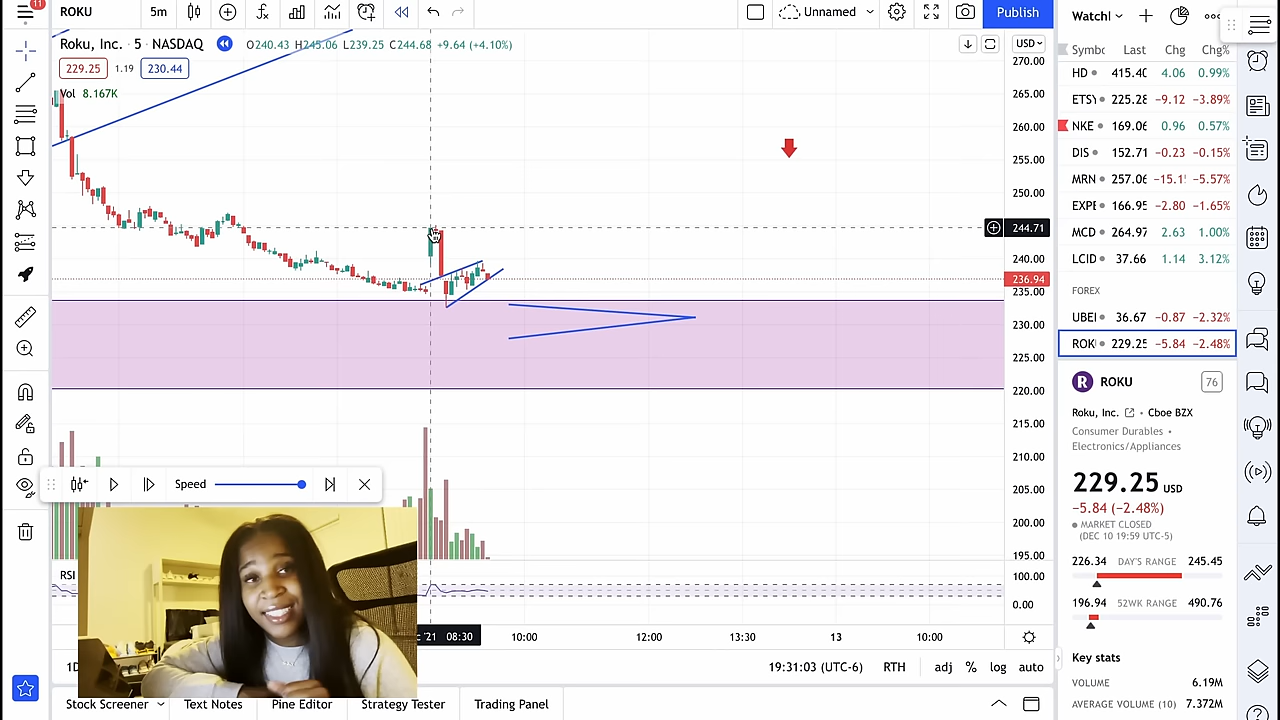 11
ROKU
5m
Unnamed
Publish
Watchl
Roku, Inc. · 5 · NASDAQ
O240.43 H245.06 L239.25 C244.68 +9.64 (+4.10%)
USD
229.25 1.19 230.44
Vol 8.167K
270.00
265.00
260.00
255.00
250.00
244.71
240.00
236.94
235.00
230.00
225.00
220.00
215.00
210.00
205.00
200.00
195.00
100.00
0.00
Speed
RSI
'21 08:30
10:00
12:00
13:30
13
10:00
1D
19:31:03 (UTC-6)
RTH
adj
%
log
auto
Stock Screener
Text Notes
Pine Editor
Strategy Tester
Trading Panel
Symbc Last Chg Chg%
HD 415.40 4.06 0.99%
ETSY 225.28 −9.12 −3.89%
NKE 169.06 0.96 0.57%
DIS 152.71 −0.23 −0.15%
MRN 257.06 −15.1 −5.57%
EXPE 166.95 −2.80 −1.65%
MCD 264.97 2.63 1.00%
LCID 37.66 1.14 3.12%
FOREX
UBEI 36.67 −0.87 −2.32%
ROK 229.25 −5.84 −2.48%
R ROKU
76
Roku, Inc. • Cboe BZX
Consumer Durables •
Electronics/Appliances
229.25 USD
−5.84 (−2.48%)
MARKET CLOSED
(DEC 10 19:59 UTC-5)
226.34 DAY'S RANGE 245.45
196.94 52WK RANGE 490.76
Key stats
VOLUME 6.19M
AVERAGE VOLUME (10) 7.372M